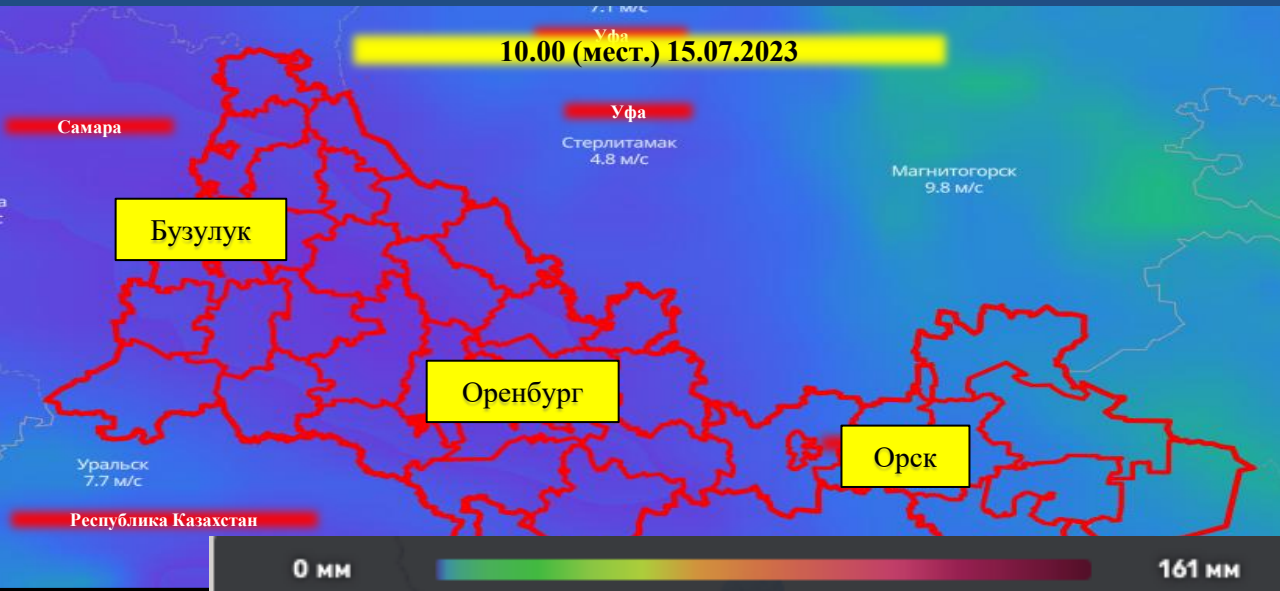 7.1 м/с
Уфа
10.00 (мест.) 15.07.2023
Уфа
Самара
Стерлитамак
4.8 м/с
Магнитогорск
9.8 м/с
Бузулук
Оренбург
Орск
Уральск
7.7 м/с
Республика Казахстан
0 мм
161 мм